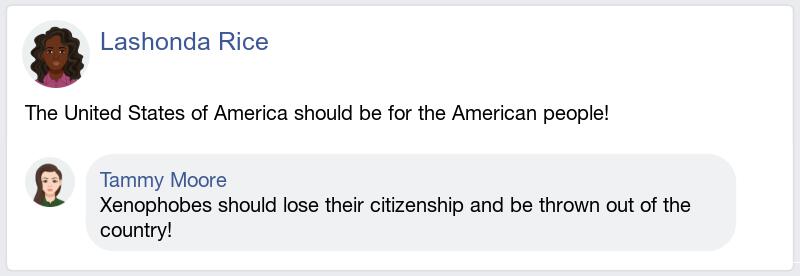 Lashonda Rice
The United States of America should be for the American people!
Tammy Moore
Xenophobes should lose their citizenship and be thrown out of the
country!